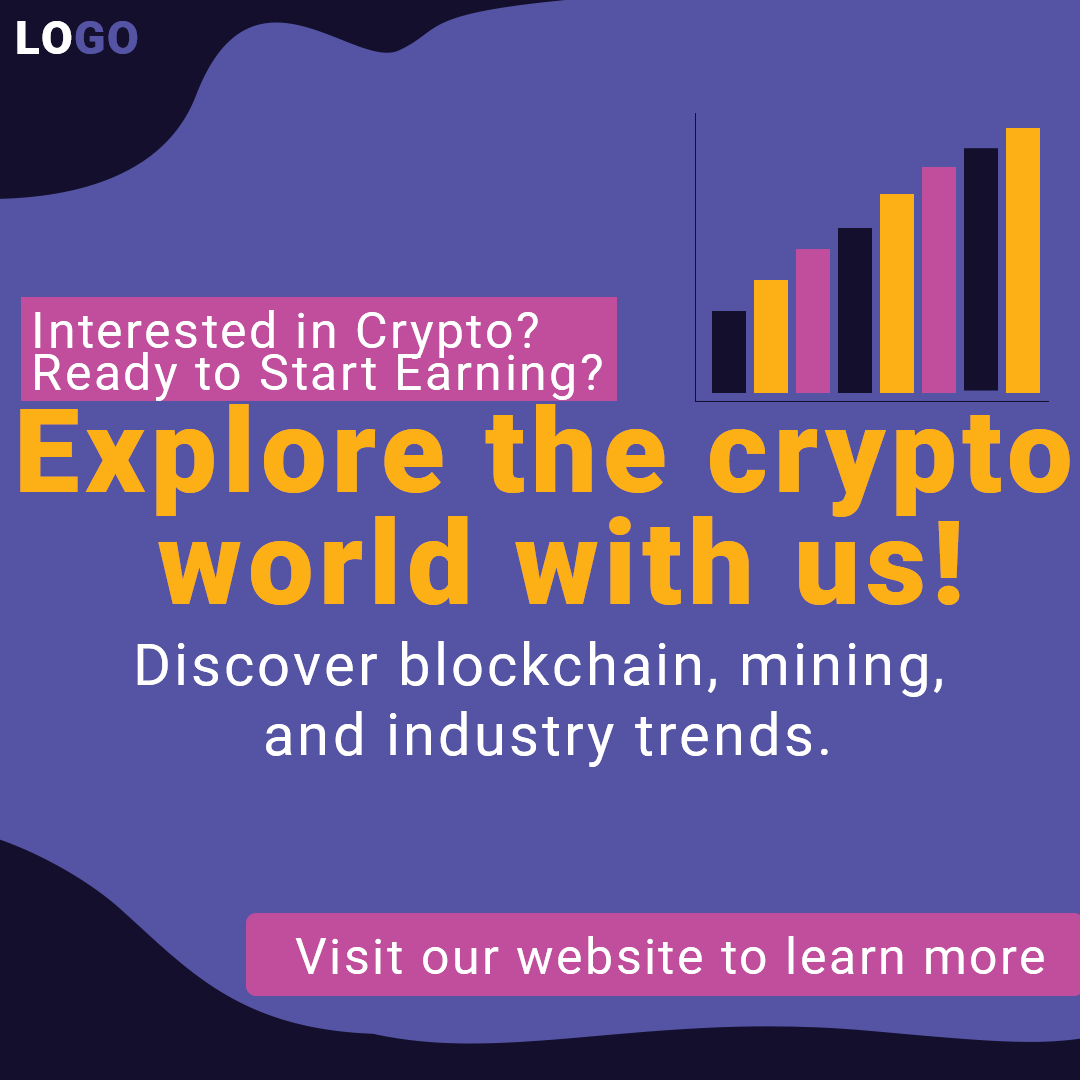 LOGO
Interested in Crypto?
Ready to Start Earning?
Explore the crypto
world with us!
Discover blockchain, mining,
and industry trends.
Visit our website to learn more